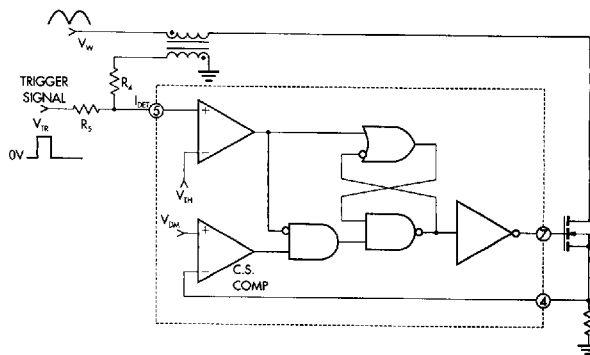 V_W
TRIGGER
SIGNAL
R_4
I_DET
5
V_TR
R_5
0V
+
−
V_TH
V_DM
+
−
C.S.
COMP
7
4